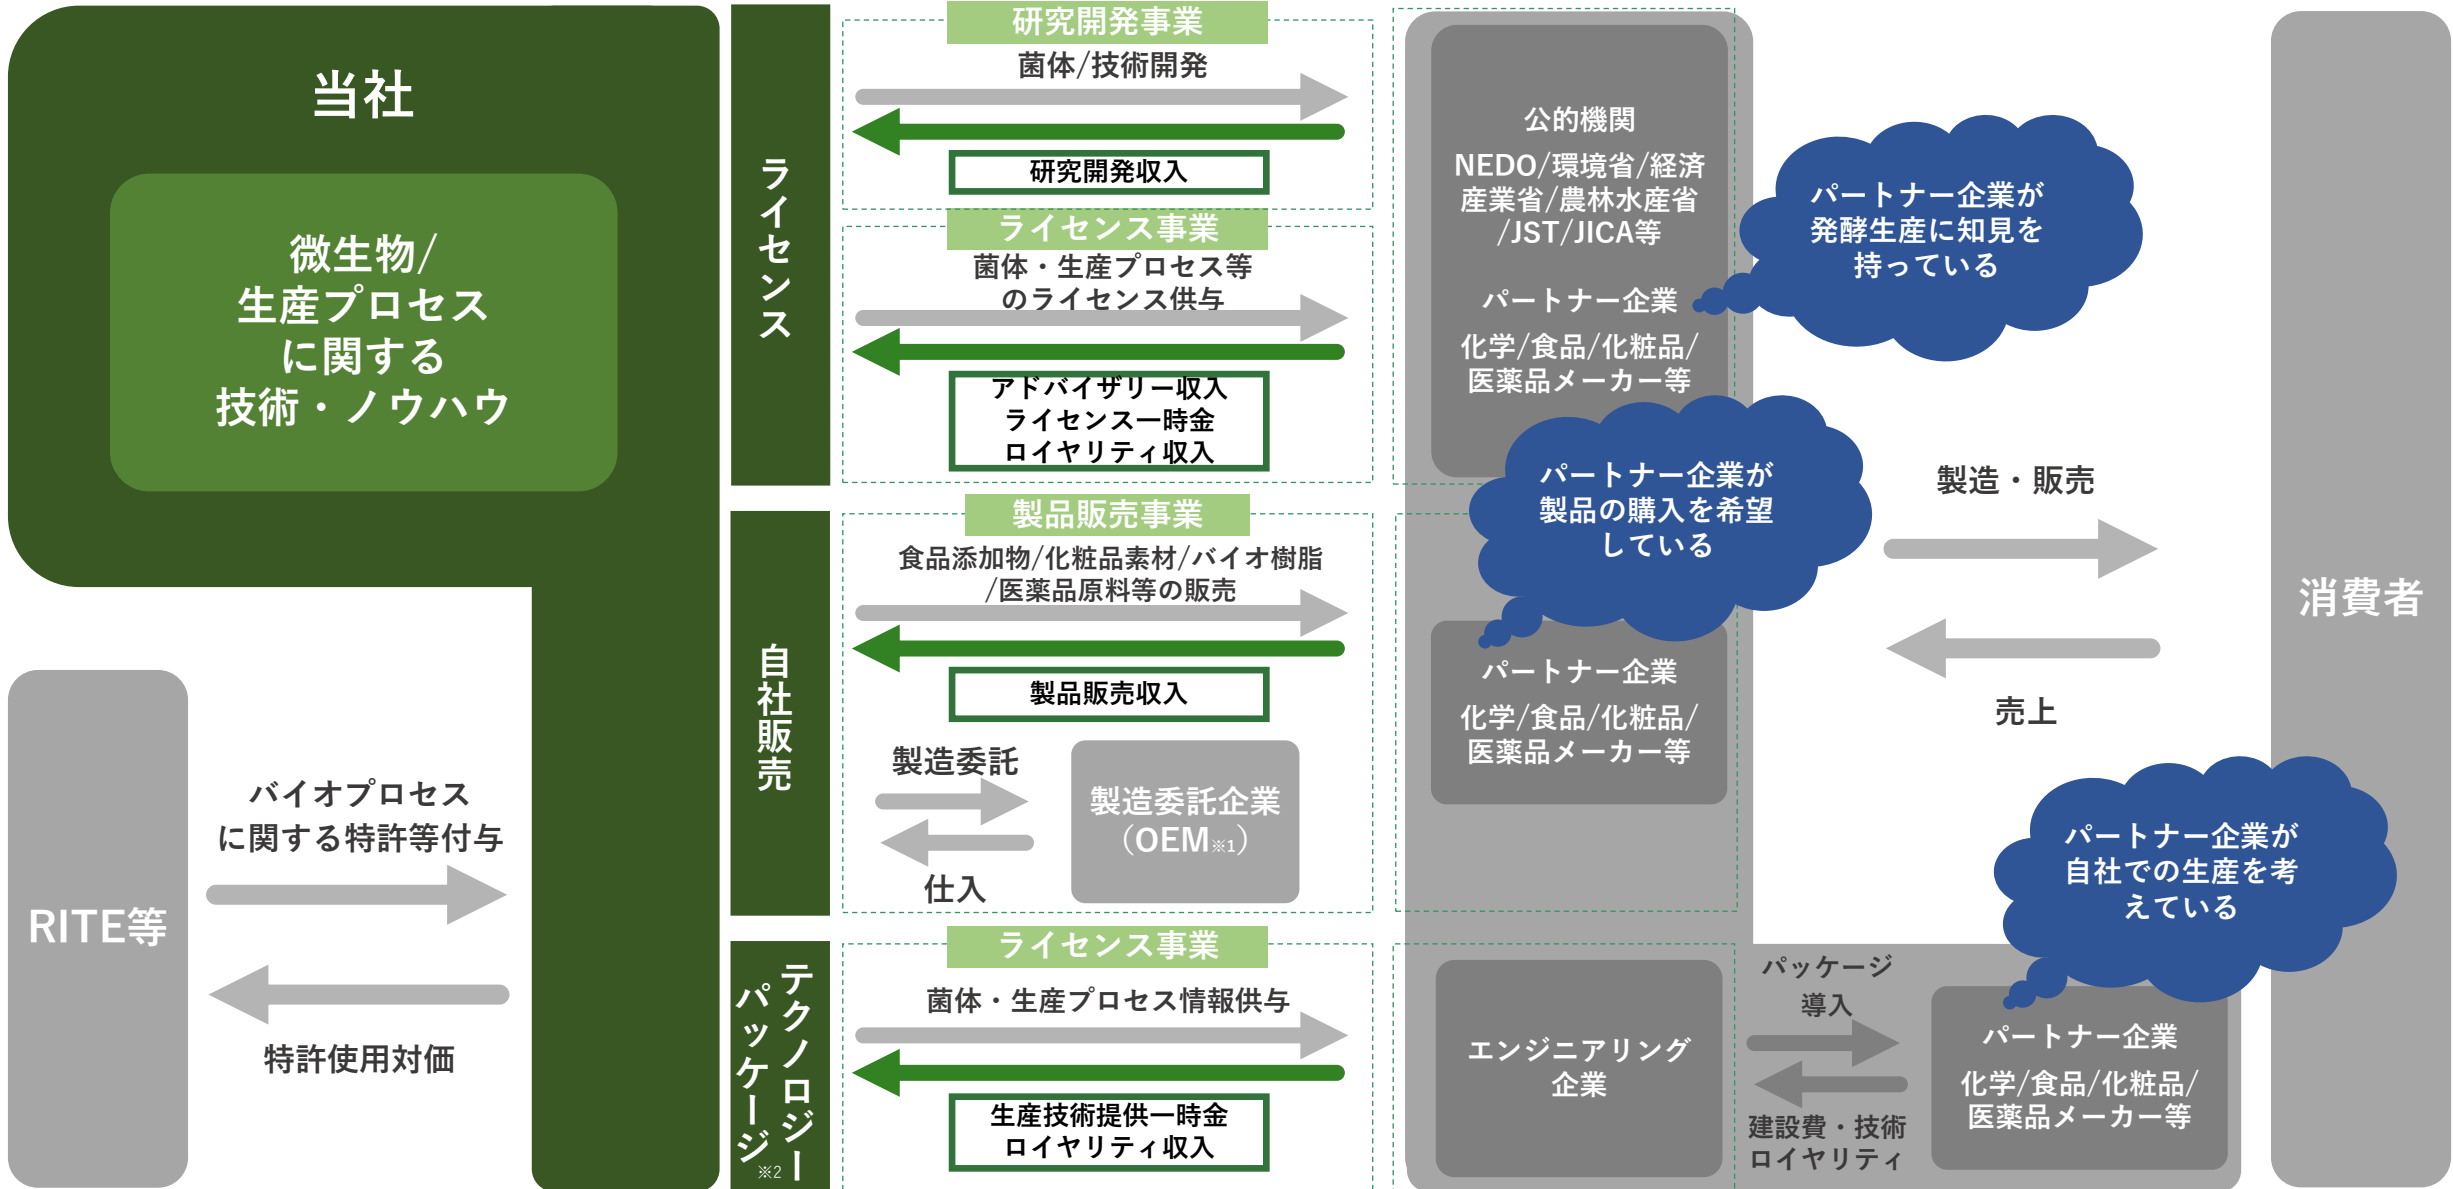 当社
微生物/
生産プロセス
に関する
技術・ノウハウ
RITE等
バイオプロセス
に関する特許等付与
特許使用対価
ライセンス
研究開発事業
菌体/技術開発
研究開発収入
ライセンス事業
菌体・生産プロセス等
のライセンス供与
アドバイザリー収入
ライセンス一時金
ロイヤリティ収入
公的機関
NEDO/環境省/経済
産業省/農林水産省
/JST/JICA等
パートナー企業
化学/食品/化粧品/
医薬品メーカー等
パートナー企業が
発酵生産に知見を
持っている
自社販売
製品販売事業
食品添加物/化粧品素材/バイオ樹脂
/医薬品原料等の販売
製品販売収入
製造委託
仕入
製造委託企業
（OEM※1）
パートナー企業が
製品の購入を希望
している
パートナー企業
化学/食品/化粧品/
医薬品メーカー等
製造・販売
売上
消費者
テクノロジー
パッケージ
※2
ライセンス事業
菌体・生産プロセス情報供与
生産技術提供一時金
ロイヤリティ収入
エンジニアリング
企業
パッケージ
導入
建設費・技術
ロイヤリティ
パートナー企業が
自社での生産を考
えている
パートナー企業
化学/食品/化粧品/
医薬品メーカー等